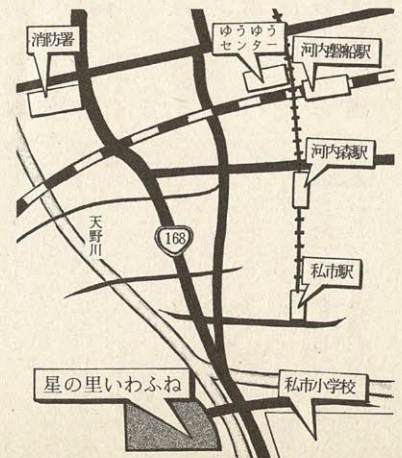 消防署
ゆうゆう
センター
河内磐船駅
河内森駅
天野川
168
私市駅
星の里いわふね
私市小学校